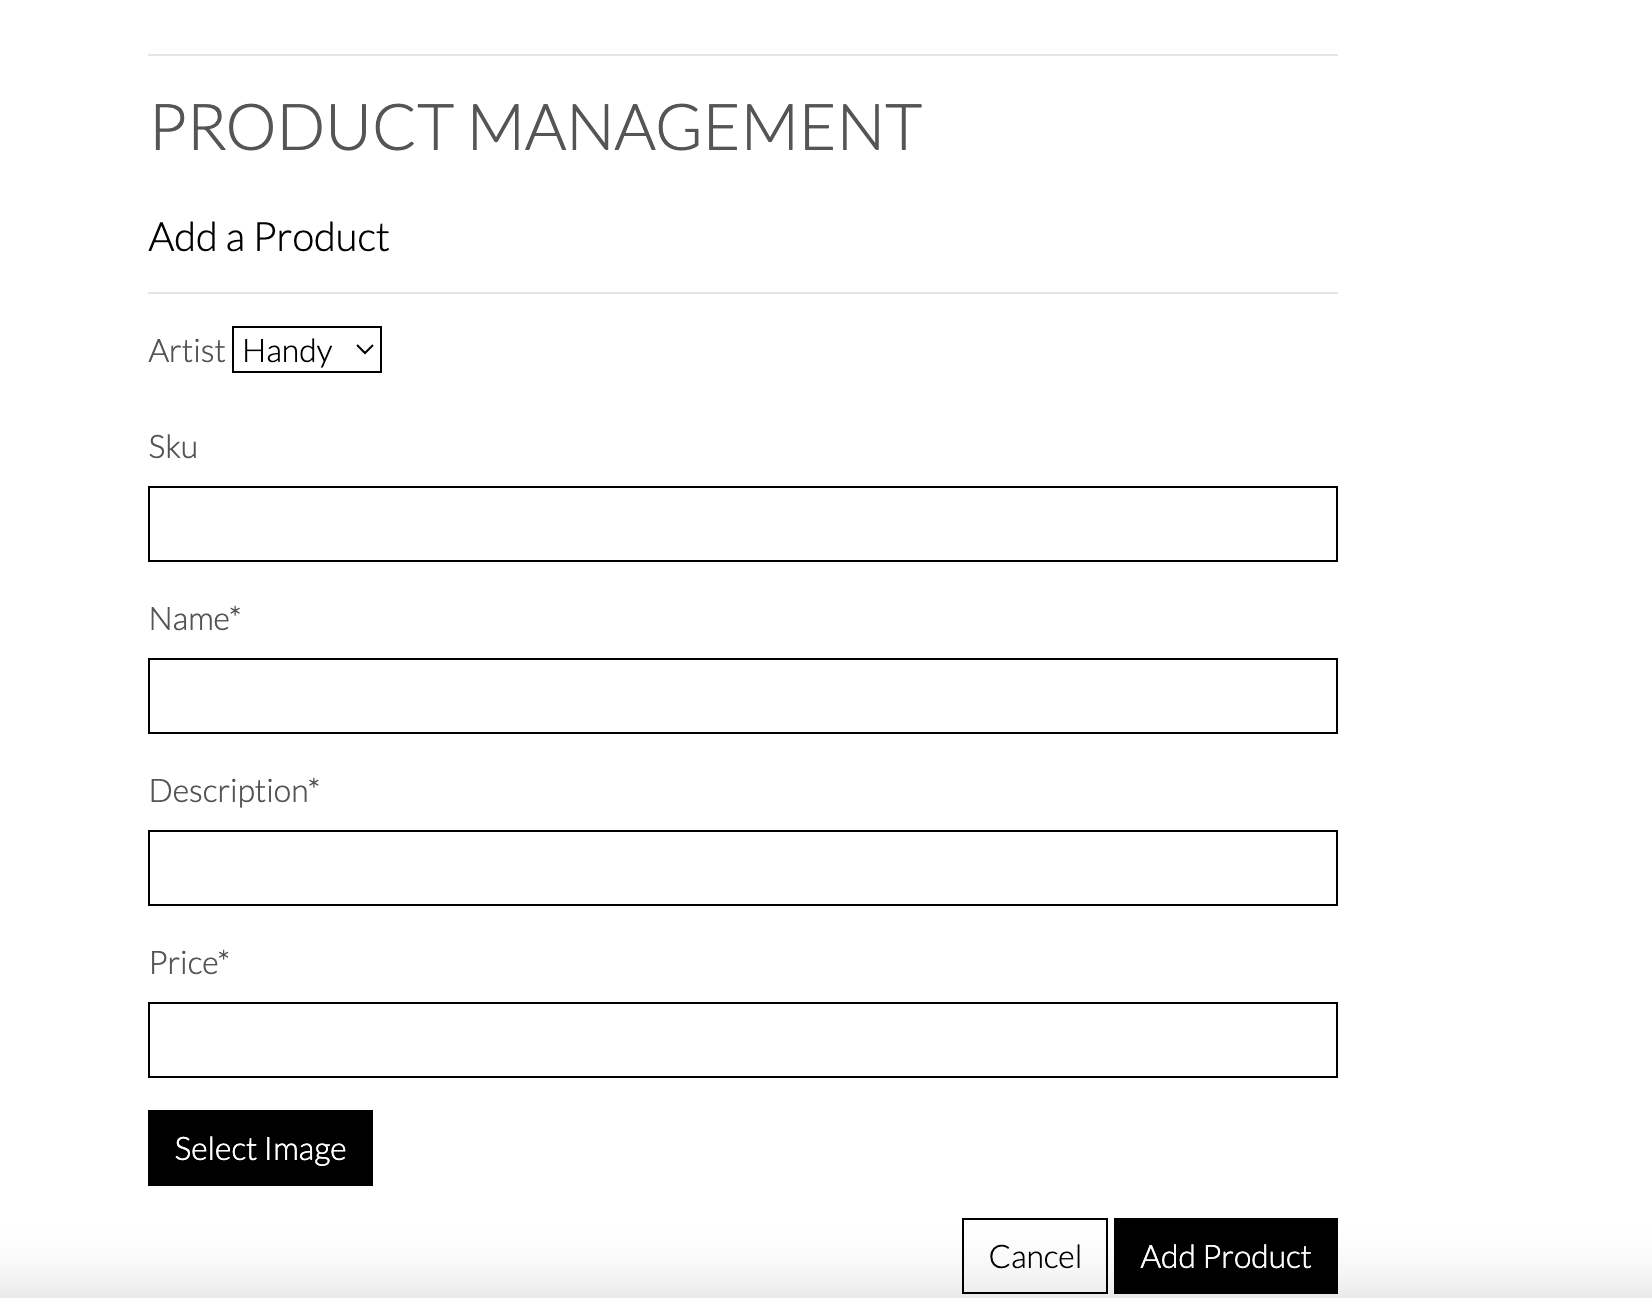 PRODUCT MANAGEMENT
Add a Product
Artist Handy
Sku
Name*
Description*
Price*
Select Image
Cancel Add Product